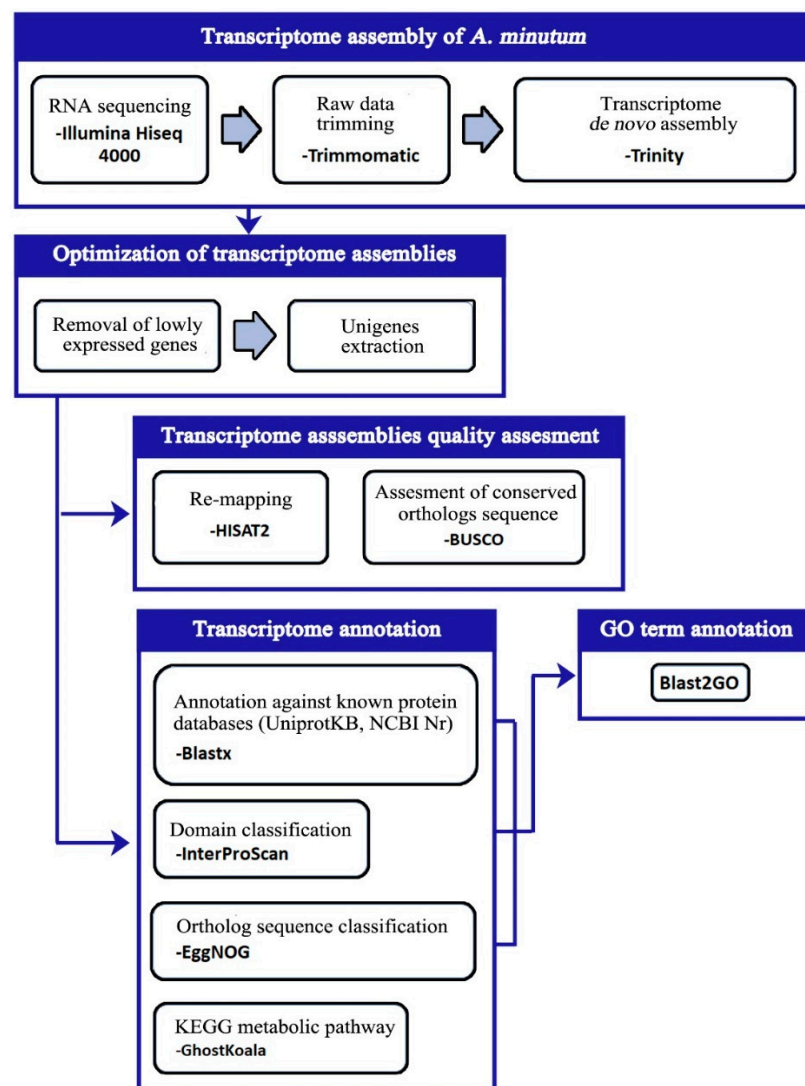 Transcriptome assembly of A. minutum
RNA sequencing
-Illumina Hiseq
4000
Raw data
trimming
-Trimmomatic
Transcriptome
de novo assembly
-Trinity
Optimization of transcriptome assemblies
Removal of lowly
expressed genes
Unigenes
extraction
Transcriptome asssemblies quality assesment
Re-mapping
-HISAT2
Assesment of conserved
orthologs sequence
-BUSCO
Transcriptome annotation
Annotation against known protein
databases (UniprotKB, NCBI Nr)
-Blastx
Domain classification
-InterProScan
Ortholog sequence classification
-EggNOG
KEGG metabolic pathway
-GhostKoala
GO term annotation
Blast2GO